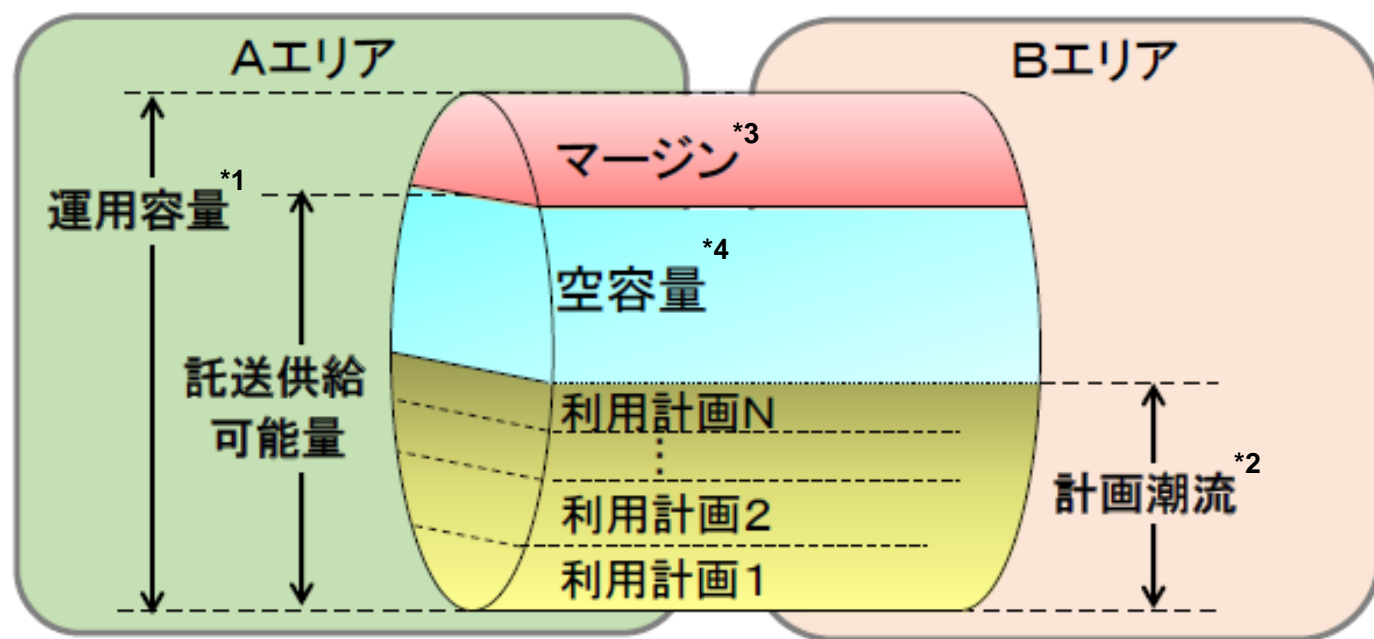 Aエリア
Bエリア
マージン*3
運用容量*1
空容量*4
託送供給
可能量
利用計画N
⋮
利用計画2
利用計画1
計画潮流*2